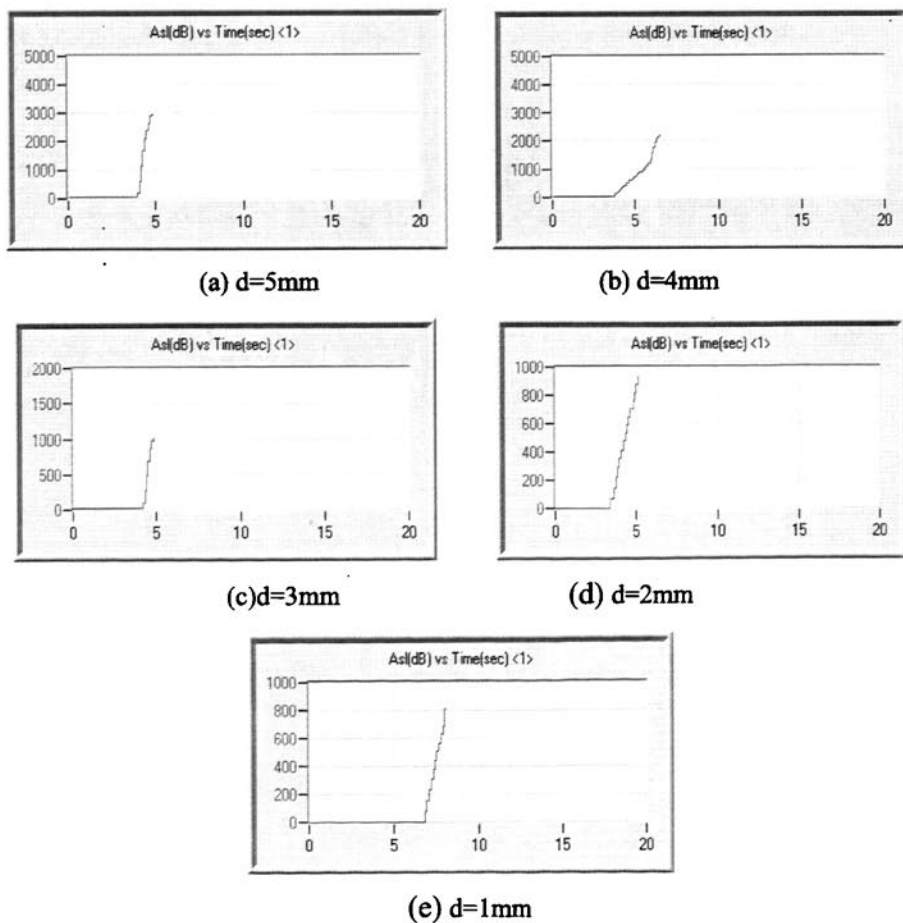 Asl(dB) vs Time(sec) <1>
5000
4000
3000
2000
1000
0
0 5 10 15 20
(a) d=5mm
Asl(dB) vs Time(sec) <1>
5000
4000
3000
2000
1000
0
0 5 10 15 20
(b) d=4mm
Asl(dB) vs Time(sec) <1>
2000
1500
1000
500
0
0 5 10 15 20
(c)d=3mm
Asl(dB) vs Time(sec) <1>
1000
800
600
400
200
0
0 5 10 15 20
(d) d=2mm
Asl(dB) vs Time(sec) <1>
1000
800
600
400
200
0
0 5 10 15 20
(e) d=1mm